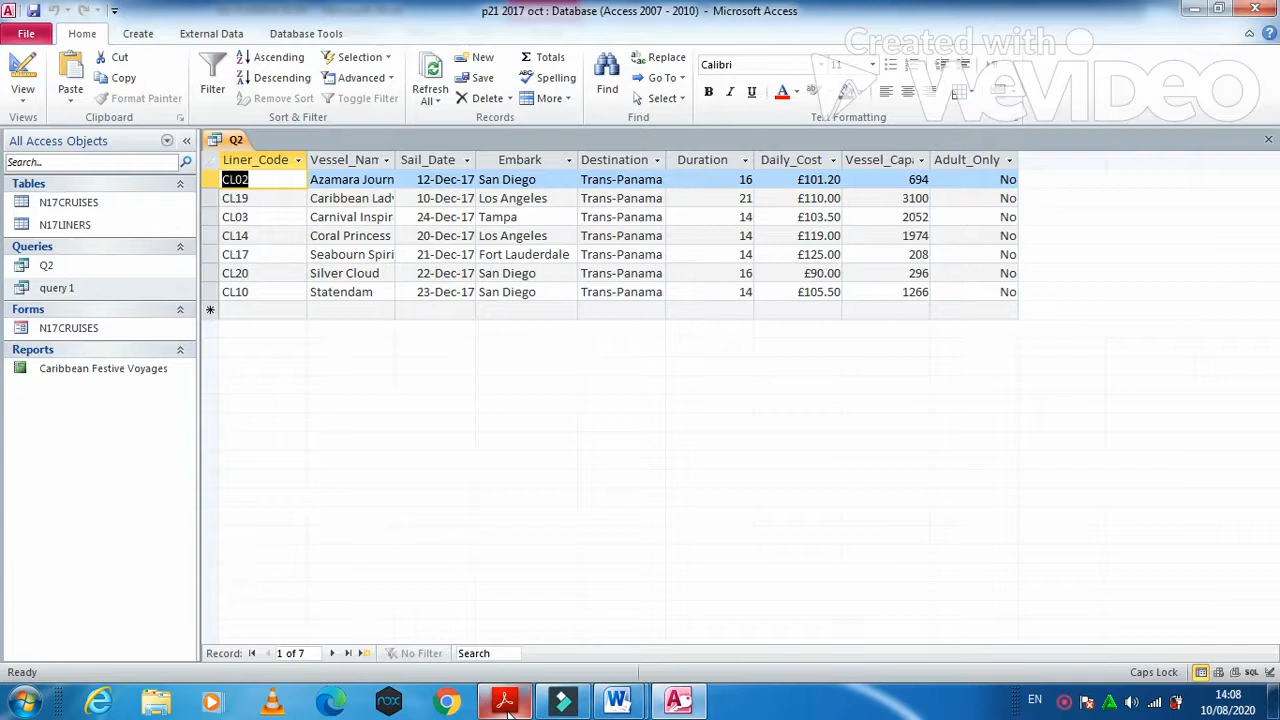 p21 2017 oct : Database (Access 2007 - 2010) - Microsoft Access
File Home Create External Data Database Tools
Created with
WeVideo
View
Views
Paste
Cut
Copy
Format Painter
Clipboard
Filter
Ascending
Descending
Remove Sort
Selection
Advanced
Toggle Filter
Sort & Filter
Refresh
All
New
Save
Delete
Totals
Spelling
More
Records
Find
Replace
Go To
Select
Find
Calibri 11
B I U A
Text Formatting
All Access Objects
Search...
Tables
N17CRUISES
N17LINERS
Queries
Q2
query 1
Forms
N17CRUISES
Reports
Caribbean Festive Voyages
Q2
Liner_Code Vessel_Nan Sail_Date Embark Destination Duration Daily_Cost Vessel_Capa Adult_Only
CL02 Azamara Journ 12-Dec-17 San Diego Trans-Panama 16 £101.20 694 No
CL19 Caribbean Lady 10-Dec-17 Los Angeles Trans-Panama 21 £110.00 3100 No
CL03 Carnival Inspir 24-Dec-17 Tampa Trans-Panama 14 £103.50 2052 No
CL14 Coral Princess 20-Dec-17 Los Angeles Trans-Panama 14 £119.00 1974 No
CL17 Seabourn Spiri 21-Dec-17 Fort Lauderdale Trans-Panama 14 £125.00 208 No
CL20 Silver Cloud 22-Dec-17 San Diego Trans-Panama 16 £90.00 296 No
CL10 Statendam 23-Dec-17 San Diego Trans-Panama 14 £105.50 1266 No
Record: 1 of 7 No Filter Search
Ready Caps Lock SQL
nox W A EN 14:08
10/08/2020